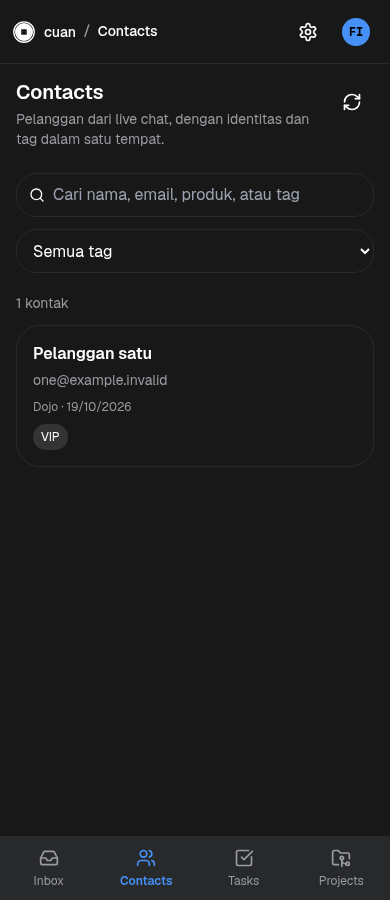 cuan / Contacts
FI
Contacts
Pelanggan dari live chat, dengan identitas dan
tag dalam satu tempat.
Cari nama, email, produk, atau tag
Semua tag
1 kontak
Pelanggan satu
one@example.invalid
Dojo · 19/10/2026
VIP
Inbox
Contacts
Tasks
Projects